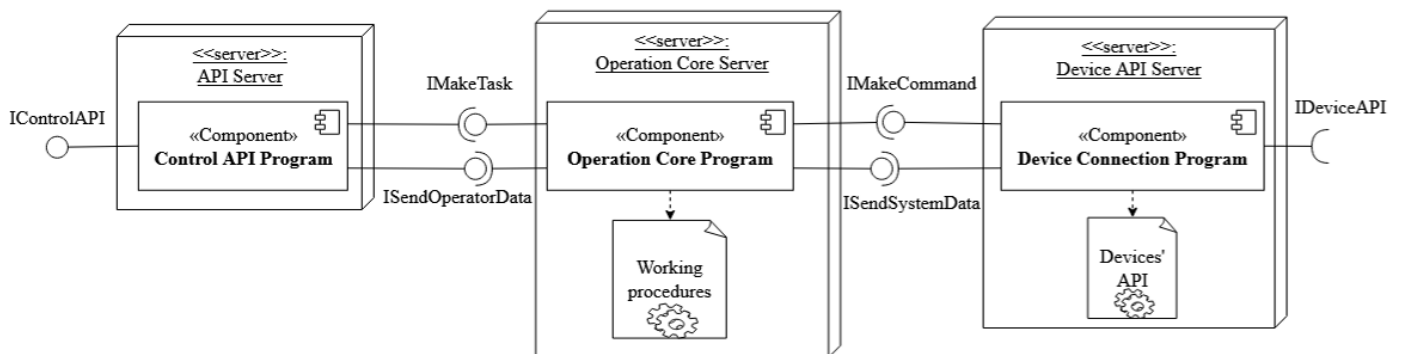 <<server>>:
API Server
IControlAPI
«Component»
Control API Program
IMakeTask
ISendOperatorData
<<server>>:
Operation Core Server
«Component»
Operation Core Program
Working
procedures
IMakeCommand
ISendSystemData
<<server>>:
Device API Server
«Component»
Device Connection Program
Devices'
API
IDeviceAPI